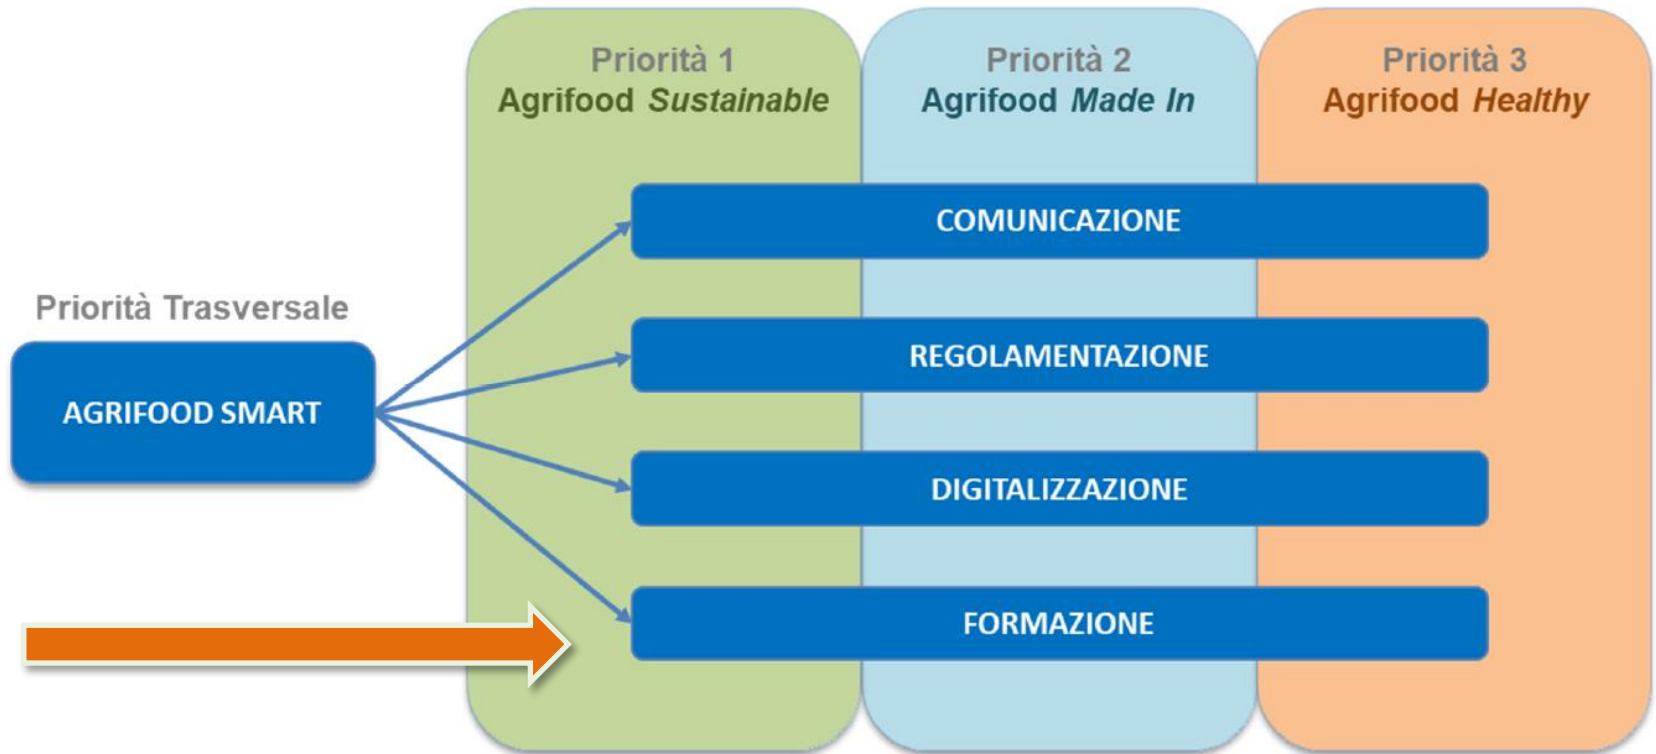 Priorità 1
Agrifood Sustainable
Priorità 2
Agrifood Made In
Priorità 3
Agrifood Healthy
Priorità Trasversale
AGRIFOOD SMART
COMUNICAZIONE
REGOLAMENTAZIONE
DIGITALIZZAZIONE
FORMAZIONE